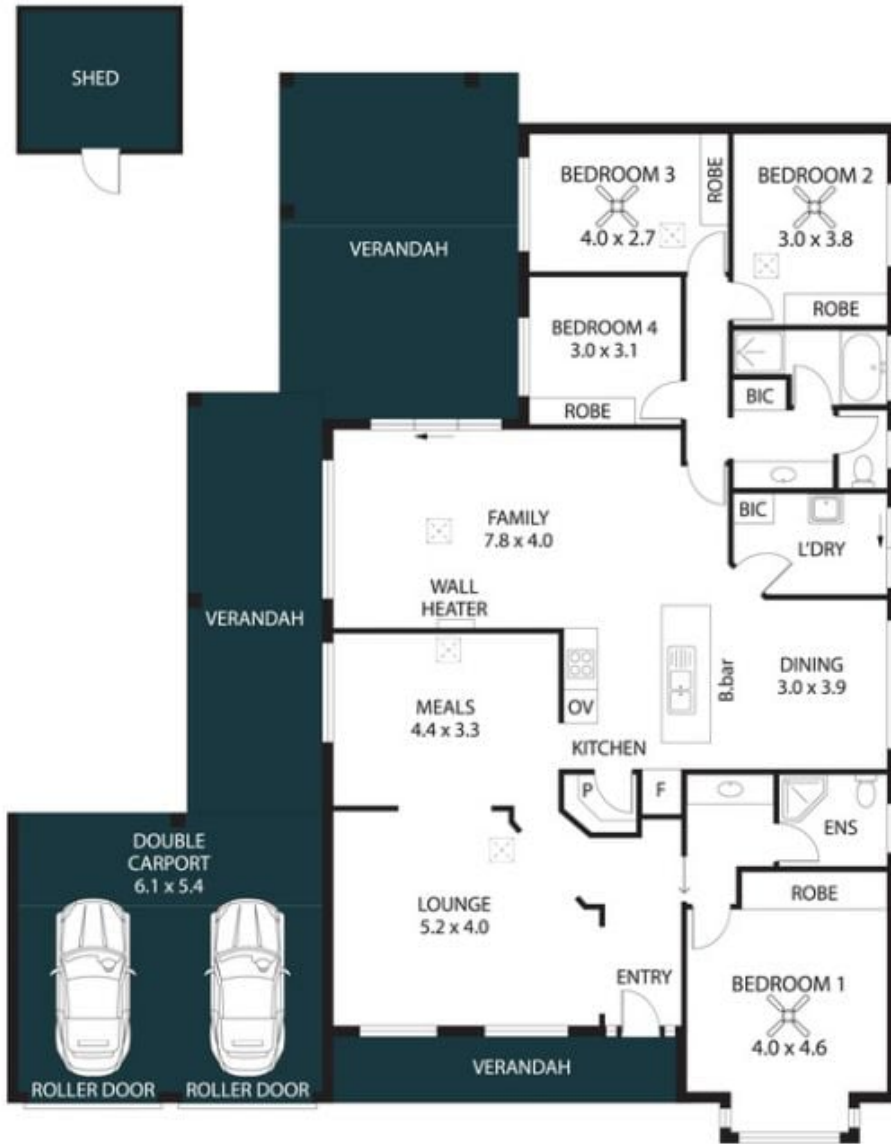 SHED
VERANDAH
BEDROOM 3
4.0 x 2.7
ROBE
BEDROOM 2
3.0 x 3.8
ROBE
BEDROOM 4
3.0 x 3.1
ROBE
BIC
BIC
L'DRY
FAMILY
7.8 x 4.0
WALL
HEATER
VERANDAH
MEALS
4.4 x 3.3
OV
KITCHEN
B.bar
DINING
3.0 x 3.9
P
F
ENS
ROBE
DOUBLE
CARPORT
6.1 x 5.4
LOUNGE
5.2 x 4.0
ENTRY
BEDROOM 1
4.0 x 4.6
VERANDAH
ROLLER DOOR
ROLLER DOOR